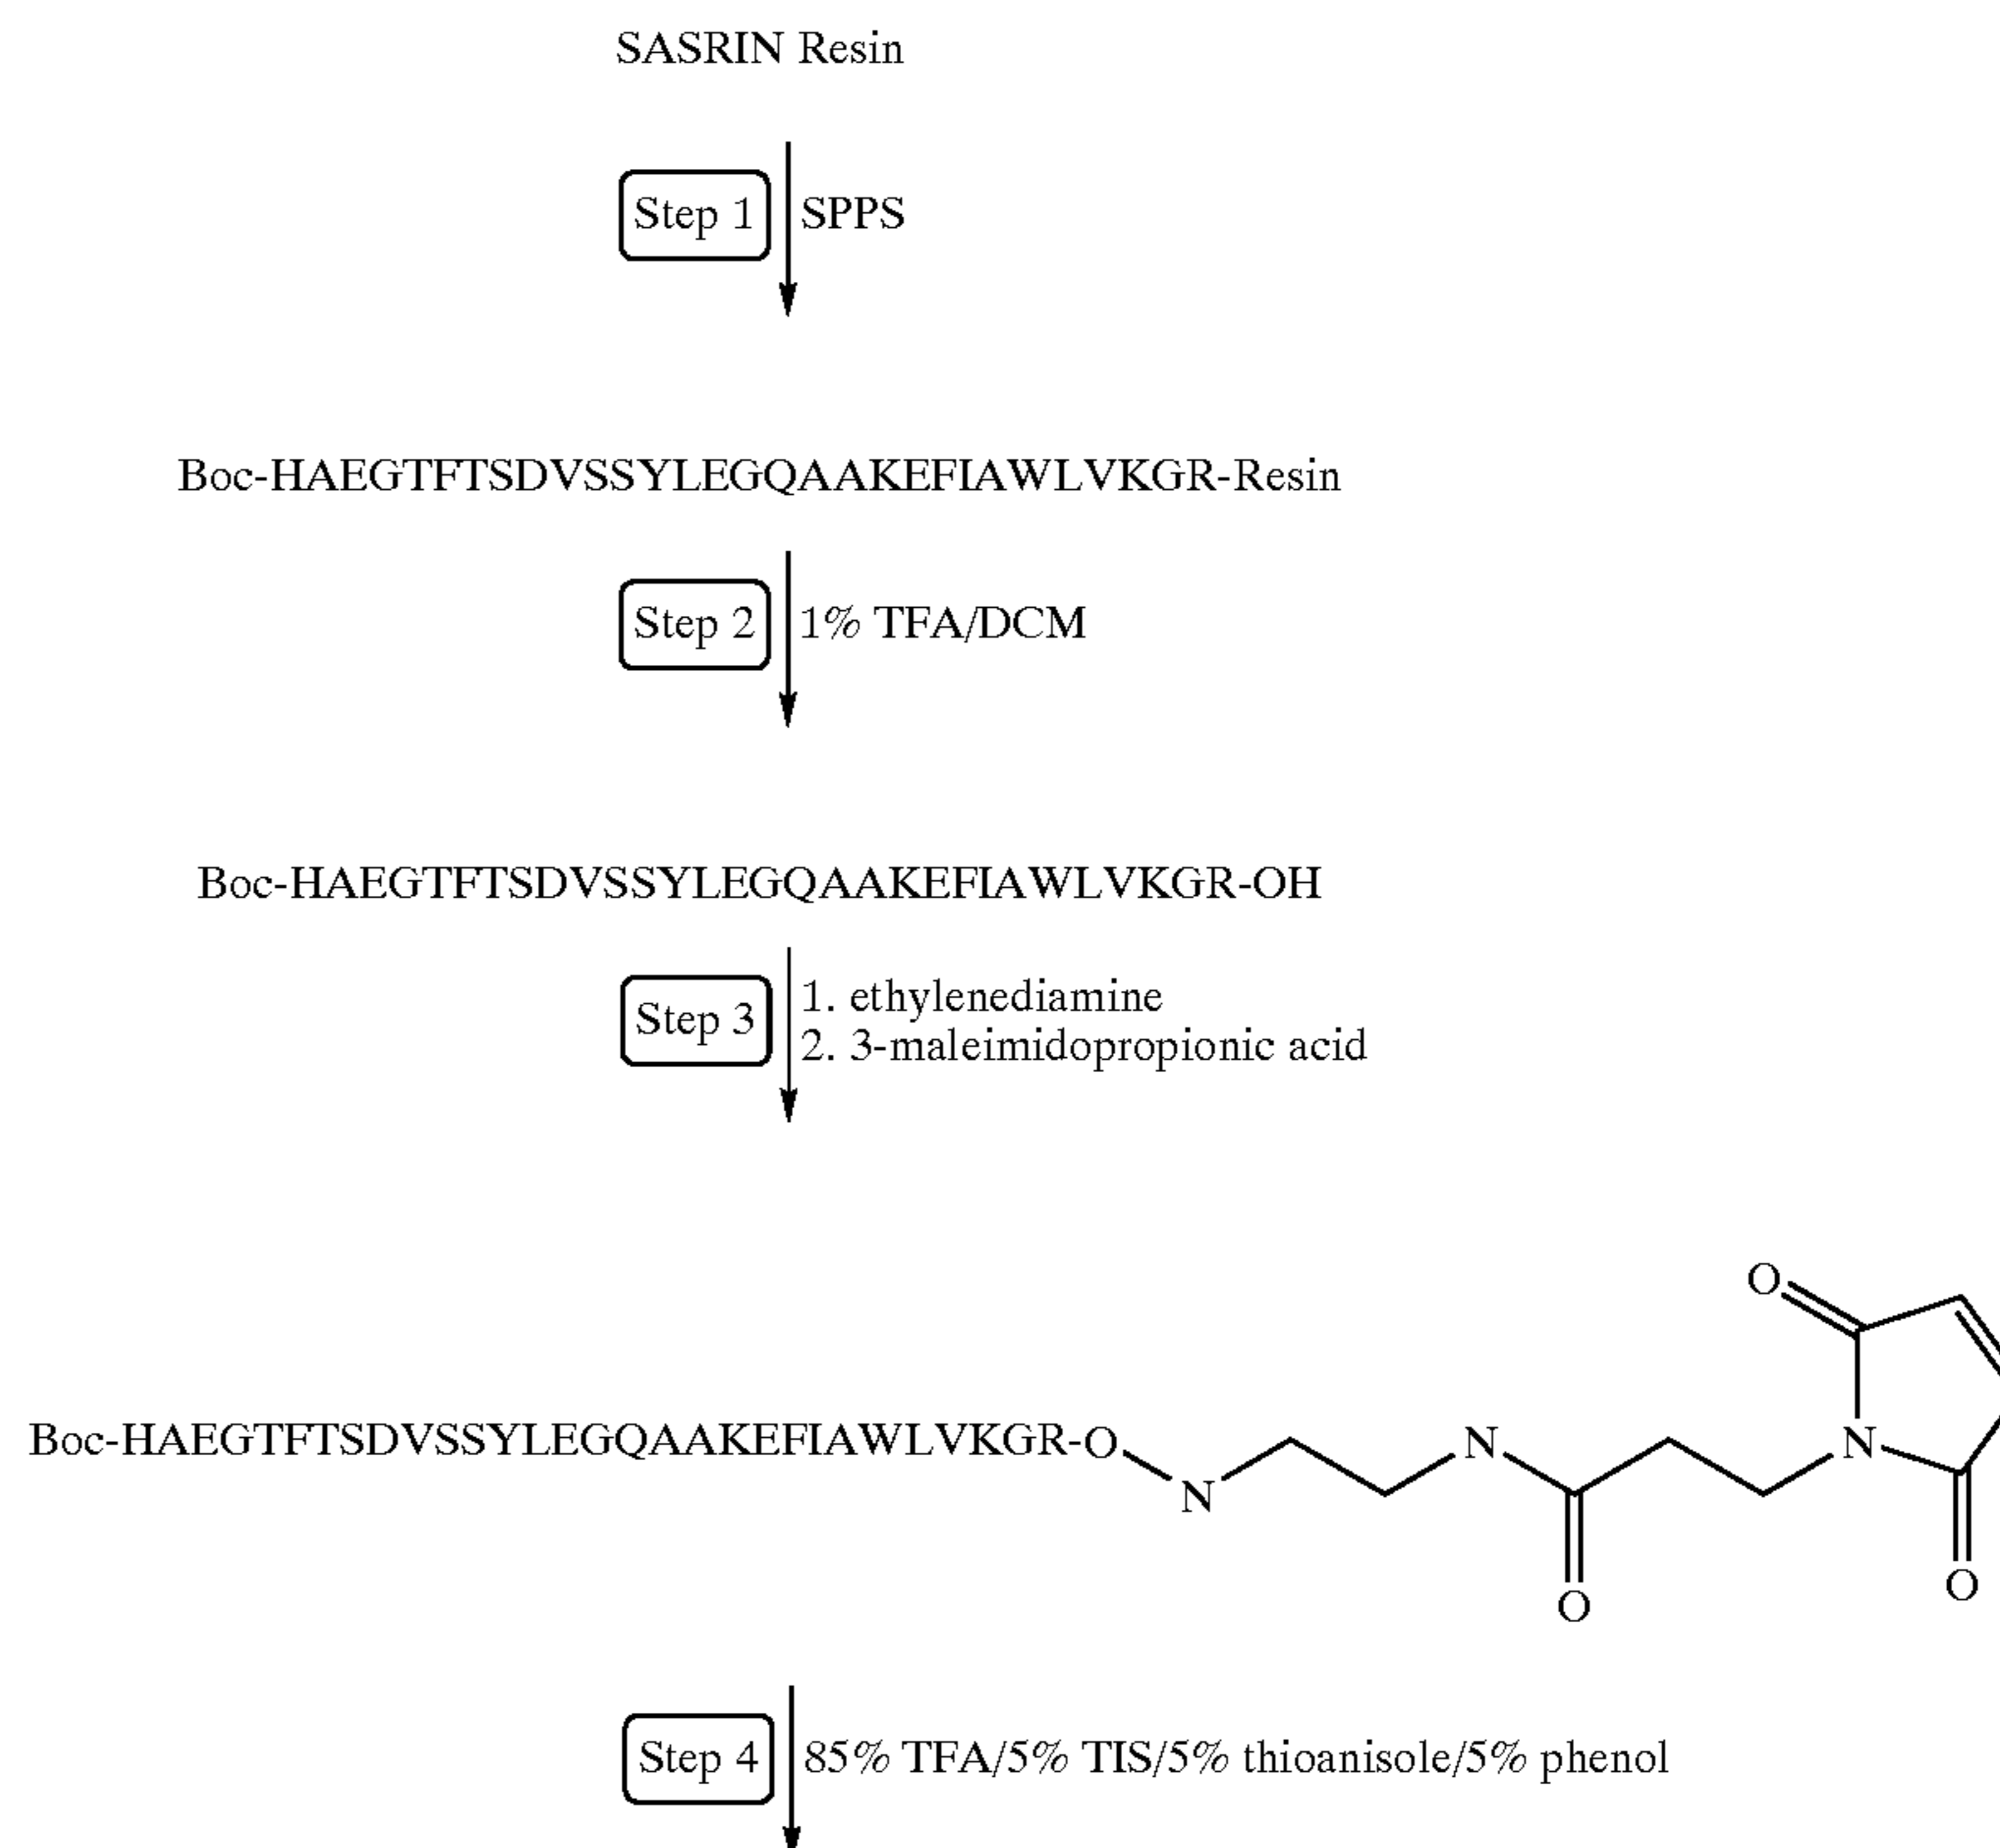 SASRIN Resin
Step 1
SPPS
Boc-HAEGTFTSDVSSYLEGQAAKEFIAWLVKGR-Resin
Step 2
1% TFA/DCM
Boc-HAEGTFTSDVSSYLEGQAAKEFIAWLVKGR-OH
Step 3
1. ethylenediamine
2. 3-maleimidopropionic acid
O
Boc-HAEGTFTSDVSSYLEGQAAKEFIAWLVKGR-O
N
N
N
O
O
Step 4
85% TFA/5% TIS/5% thioanisole/5% phenol